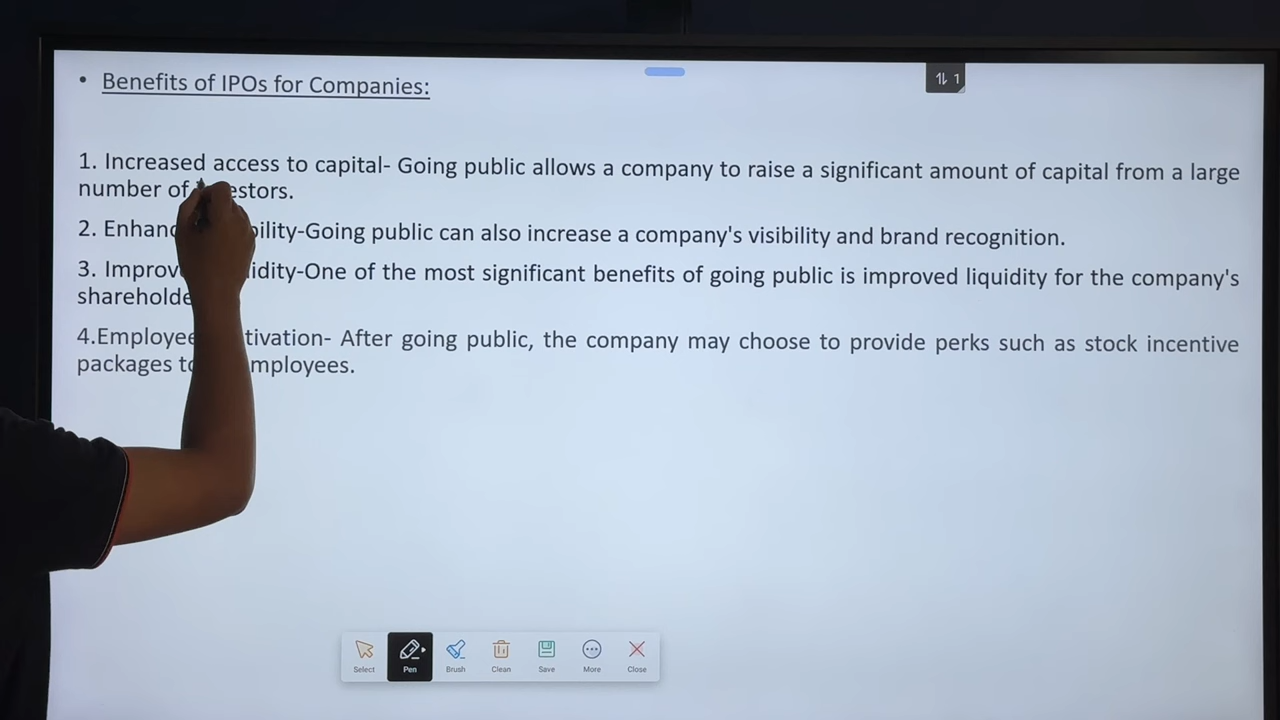 • Benefits of IPOs for Companies:
1. Increased access to capital- Going public allows a company to raise a significant amount of capital from a large
number of
2. -Going public can also increase a company's visibility and brand recognition.
3. -One of the most significant benefits of going public is improved liquidity for the company's
4.Employee - After going public, the company may choose to provide perks such as stock incentive
packages
1
Select
Pen
Brush
Clean
Save
More
Close